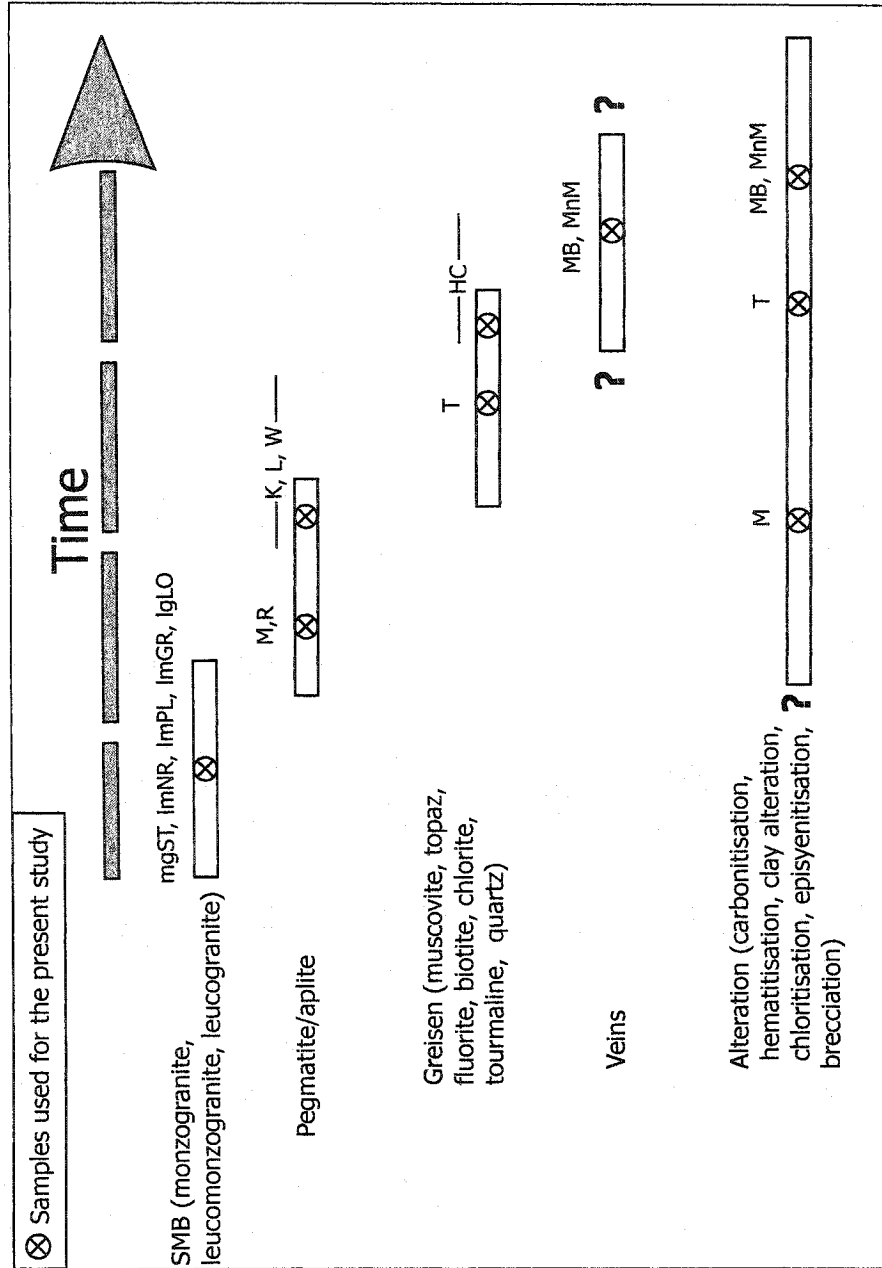 ⊗ Samples used for the present study
Time
SMB (monzogranite,
leucomonzogranite, leucogranite)
mgST, lmNR, lmPL, lmGR, lgLO
Pegmatite/aplite
M,R
K, L, W
Greisen (muscovite, topaz,
fluorite, biotite, chlorite,
tourmaline, quartz)
T
HC
Veins
?
MB, MnM
?
Alteration (carbonitisation,
hematitisation, clay alteration,
chloritisation, episyenitisation,
brecciation)
?
M
T
MB, MnM